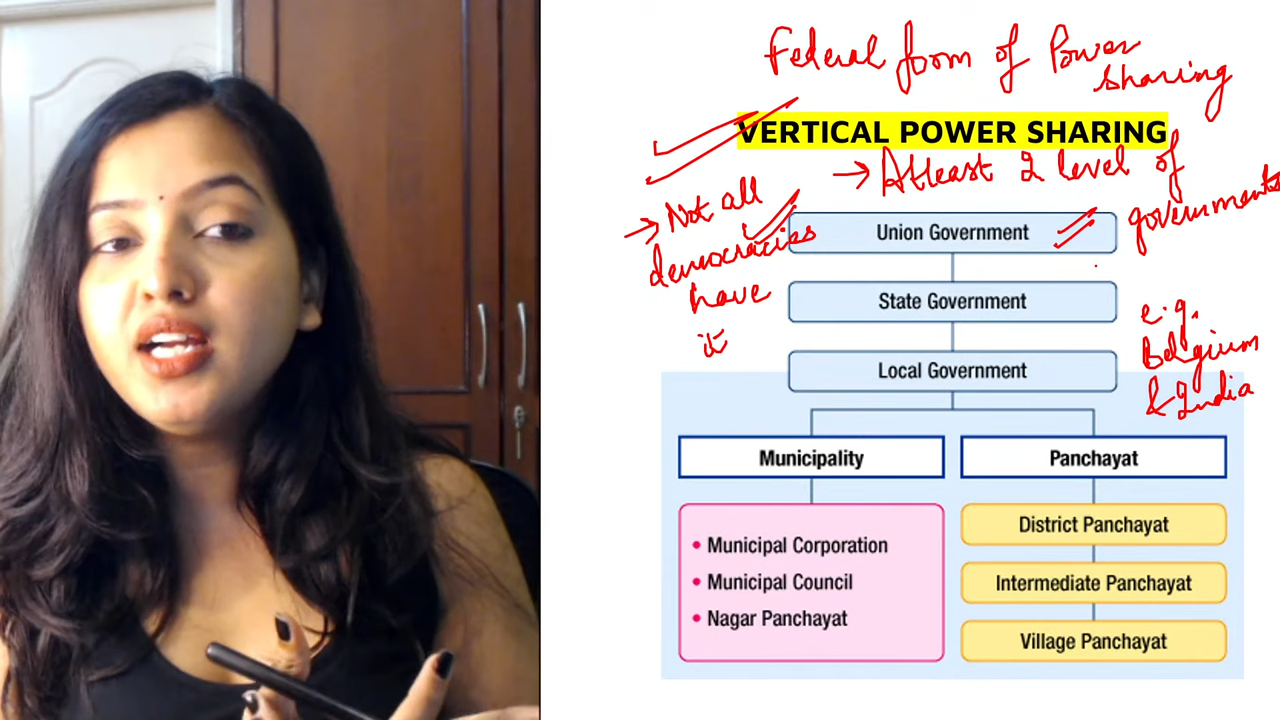 Federal form of Power
sharing
VERTICAL POWER SHARING
→ Atleast 2 level of
governments
→ Not all
democracies
have
it
Union Government
State Government
e.g.
Belgium
& India
Local Government
Municipality
Panchayat
• Municipal Corporation
• Municipal Council
• Nagar Panchayat
District Panchayat
Intermediate Panchayat
Village Panchayat